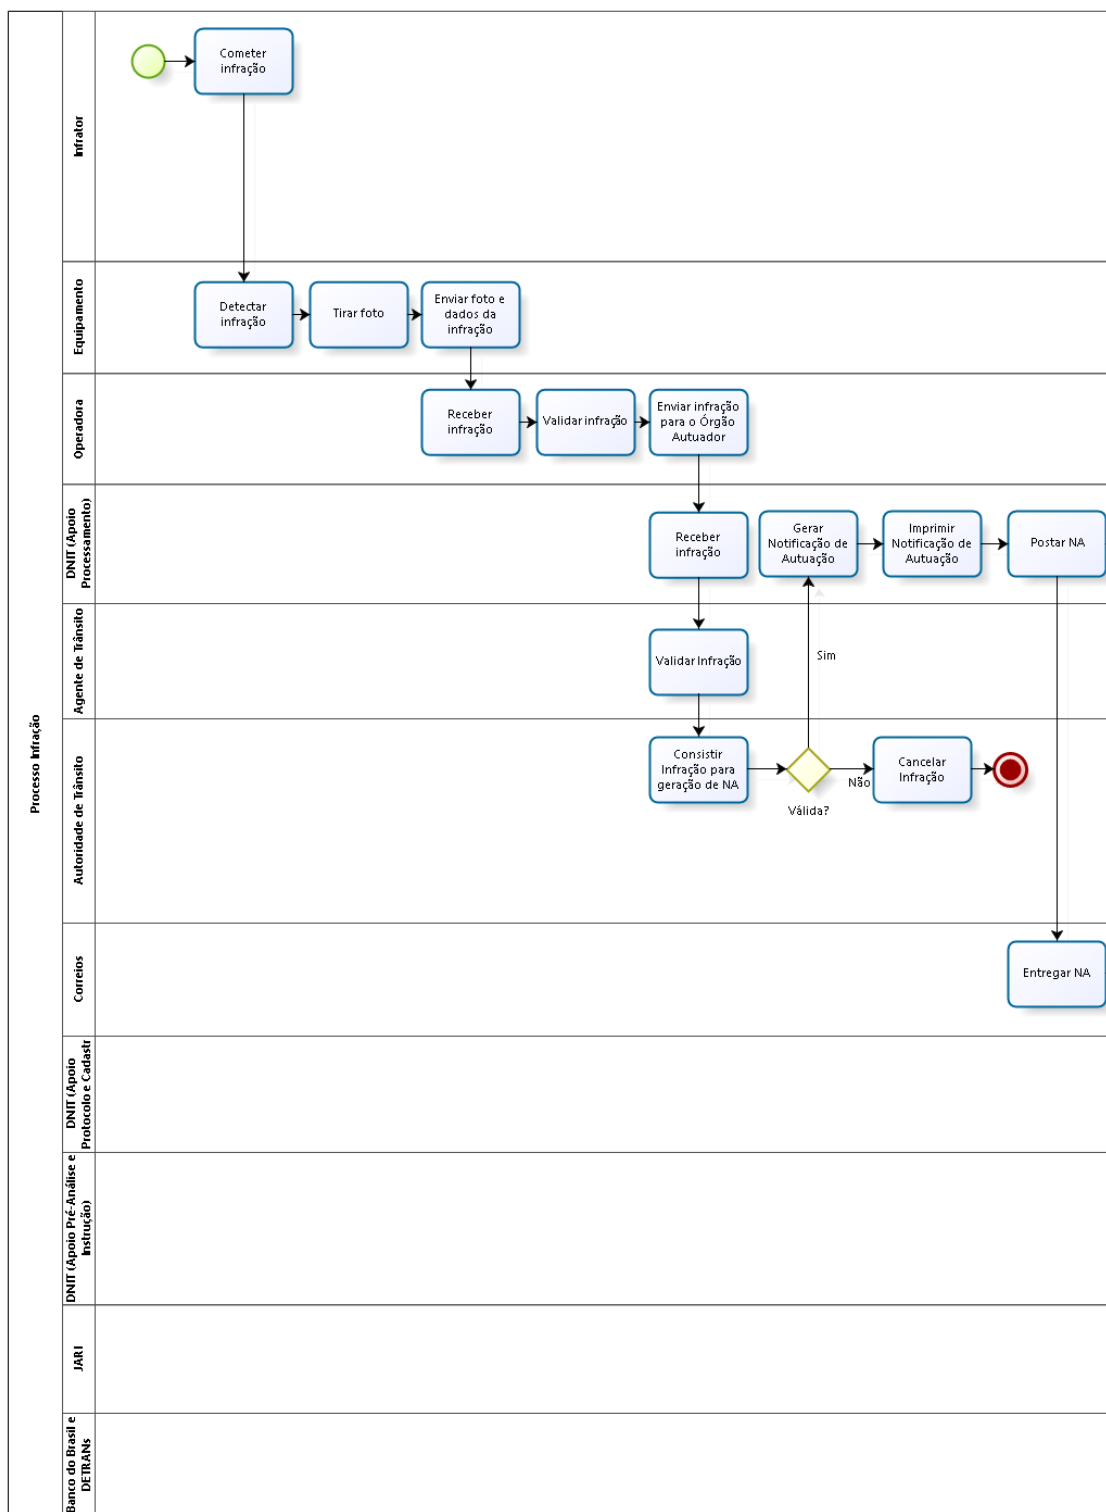 Processo Infração
Infrator
Cometer
infração
Equipamento
Detectar
infração
Tirar foto
Enviar foto e
dados da
infração
Operadora
Receber
infração
Validar infração
Enviar infração
para o Órgão
Autuador
DNIT (Apoio
Processamento)
Receber
infração
Gerar
Notificação de
Autuação
Imprimir
Notificação de
Autuação
Postar NA
Agente de Trânsito
Validar Infração
Sim
Autoridade de Trânsito
Consistir
Infração para
geração de NA
Válida?
Não
Cancelar
Infração
Correios
Entregar NA
DNIT (Apoio
Protocolo e Cadastr
DNIT (Apoio Pré-Análise e
Instrução)
JARI
Banco do Brasil e
DETRANs